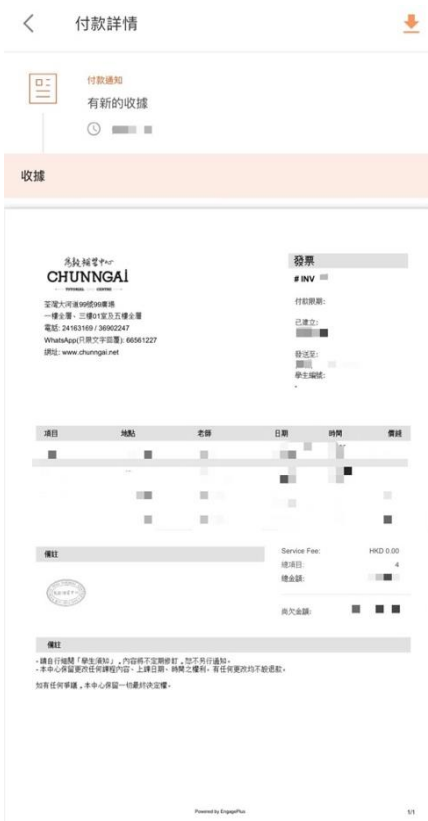 付款詳情
付款通知
有新的收據
收據
CHUNNGAI
TUTORIAL CENTRE
荃灣大河道99號99廣場
一樓全層、三樓01室及五樓全層
電話: 24163169 / 36902247
WhatsApp(只限文字回覆): 66561227
網址: www.chunngai.net
發票
# INV
付款限期:
已建立:
發送至:
學生編號:
-
項目 地點 老師 日期 時間 價錢
備註
Service Fee: HKD 0.00
總項目: 4
總金額:
尚欠金額:
備註
- 請自行細閱「學生須知」，內容將不定期修訂，恕不另行通知。
- 本中心保留更改任何課程內容、上課日期、時間之權利。有任何更改均不設退款。
如有任何爭議，本中心保留一切最終決定權。
Powered by EngagePlus
1/1